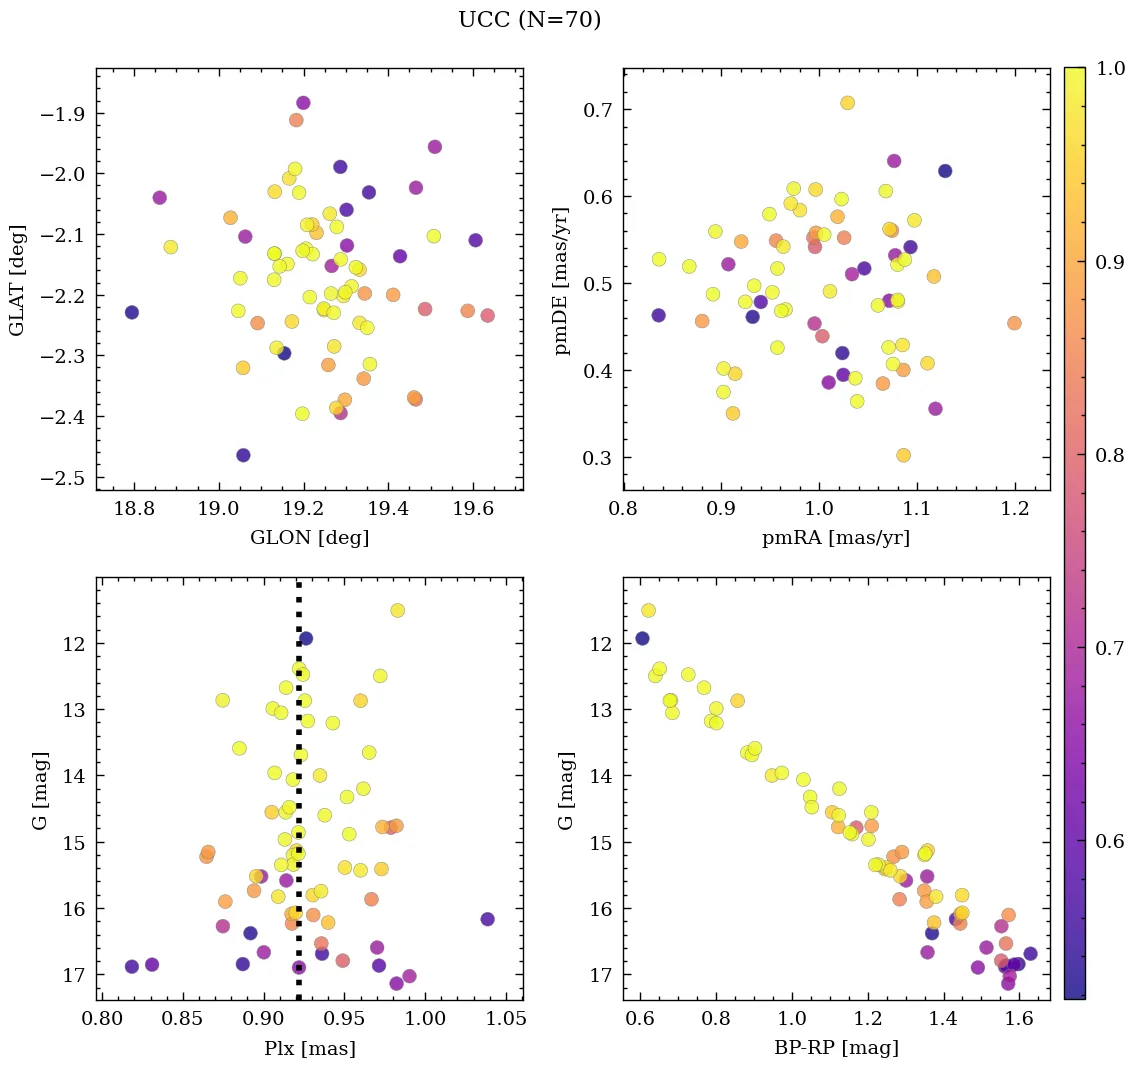 UCC (N=70)
−1.9
−2.0
−2.1
−2.2
−2.3
−2.4
−2.5
GLAT [deg]
18.8 19.0 19.2 19.4 19.6
GLON [deg]
0.7
0.6
0.5
0.4
0.3
pmDE [mas/yr]
0.8 0.9 1.0 1.1 1.2
pmRA [mas/yr]
1.0
0.9
0.8
0.7
0.6
12
13
14
15
16
17
G [mag]
0.80 0.85 0.90 0.95 1.00 1.05
Plx [mas]
12
13
14
15
16
17
G [mag]
0.6 0.8 1.0 1.2 1.4 1.6
BP-RP [mag]